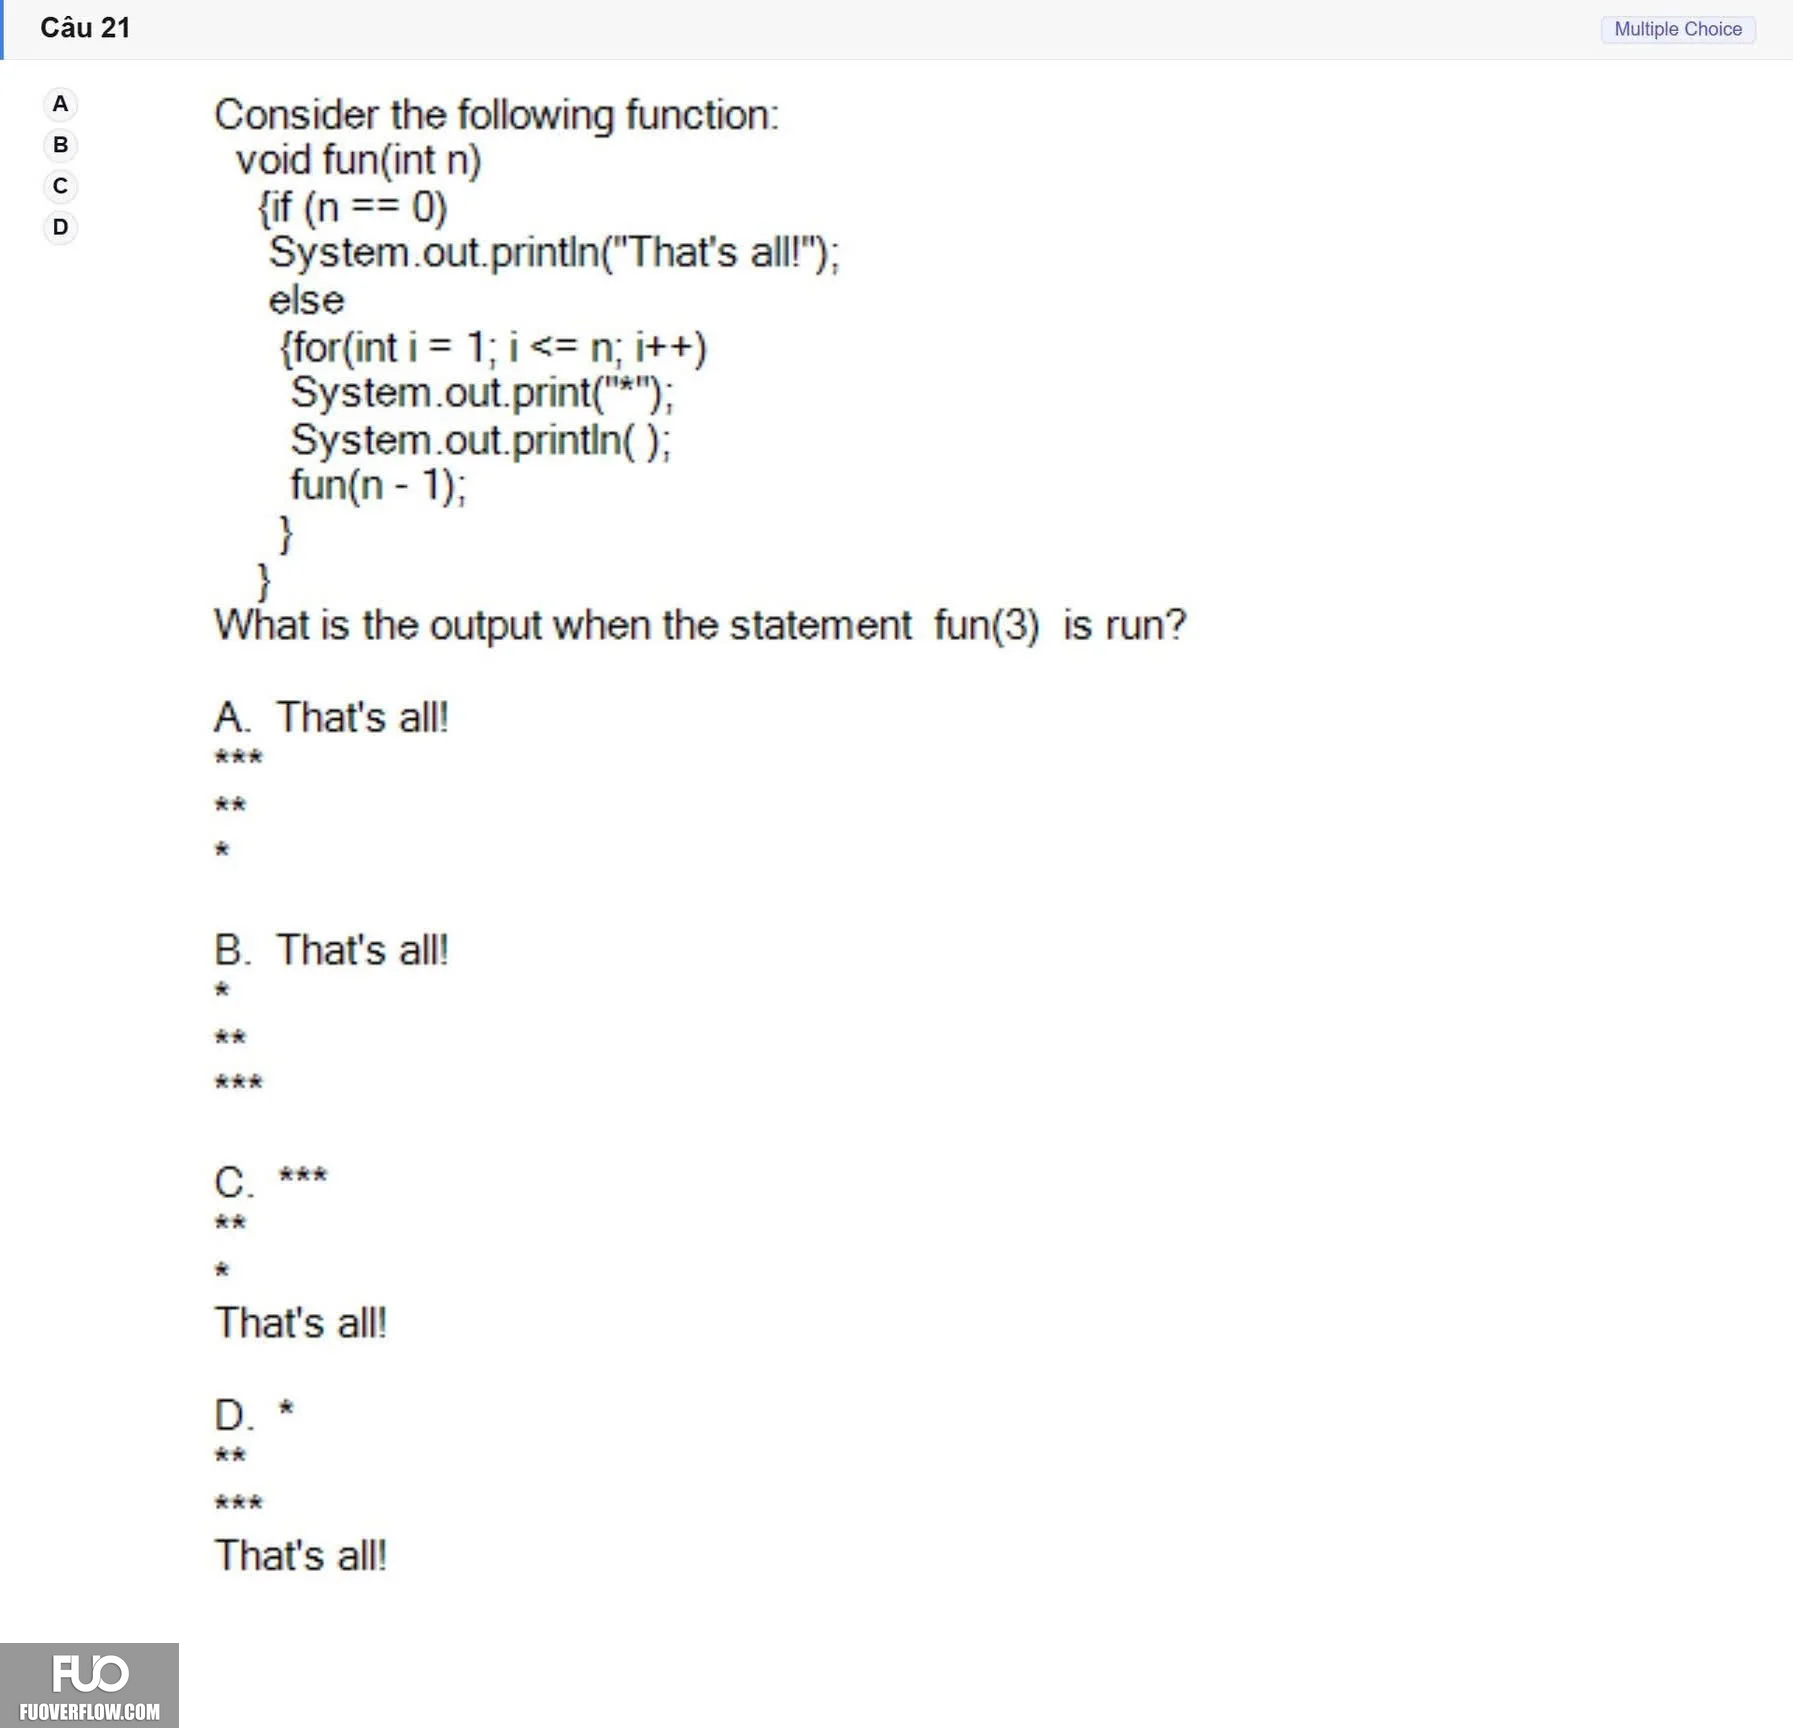 Câu 21
Multiple Choice
A
B
C
D
Consider the following function:
void fun(int n)
{if (n == 0)
System.out.println("That's all!");
else
{for(int i = 1; i <= n; i++)
System.out.print("*");
System.out.println( );
fun(n - 1);
}
}
What is the output when the statement fun(3) is run?
A. That's all!
***
**
*
B. That's all!
*
**
***
C. ***
**
*
That's all!
D. *
**
***
That's all!
FUO
FUOVERFLOW.COM